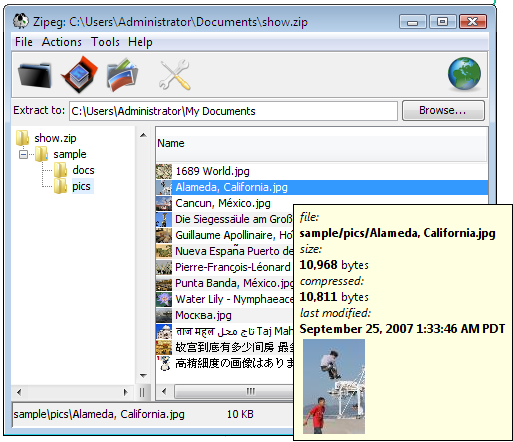 Zipeg: C:\Users\Administrator\Documents\show.zip
File Actions Tools Help
Extract to: C:\Users\Administrator\My Documents Browse...
show.zip
sample
docs
pics
Name
1689 World.jpg
Alameda, California.jpg
Cancun, México.jpg
Die Siegessäule am Groß
Guillaume Apollinaire, Ho
Nueva España Puerto de
Pierre-François-Léonard
Punta Banda, México.jpg
Water Lily - Nymphaeace
Москва.jpg
ताज महल تاج محل Taj Mah
故宫到底有多少间房 最多
高精細度の画像はありま
file:
sample/pics/Alameda, California.jpg
size:
10,968 bytes
compressed:
10,811 bytes
last modified:
September 25, 2007 1:33:46 AM PDT
sample\pics\Alameda, California.jpg 10 KB